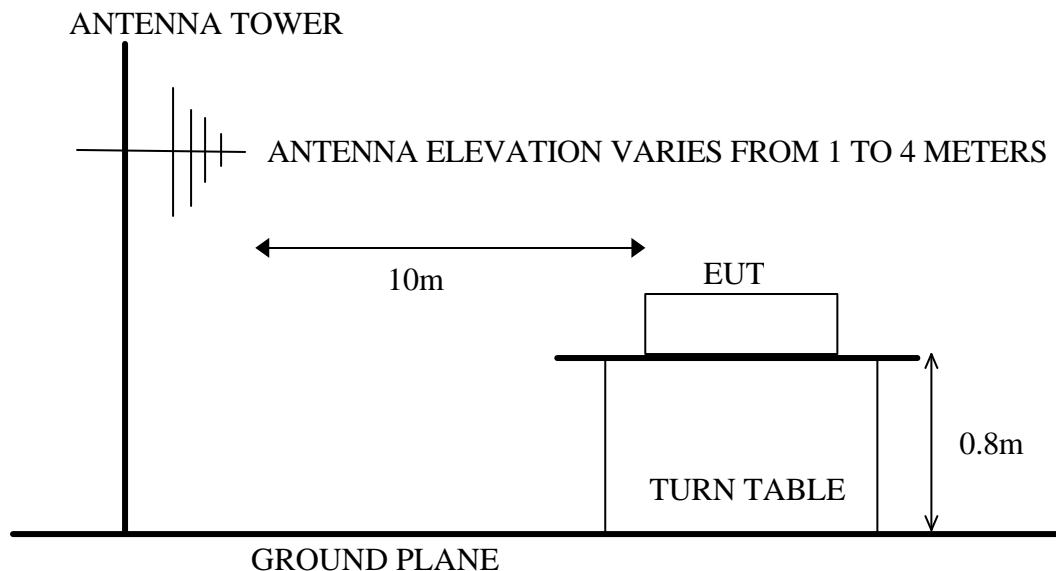 ANTENNA TOWER
ANTENNA ELEVATION VARIES FROM 1 TO 4 METERS
10m
EUT
0.8m
TURN TABLE
GROUND PLANE